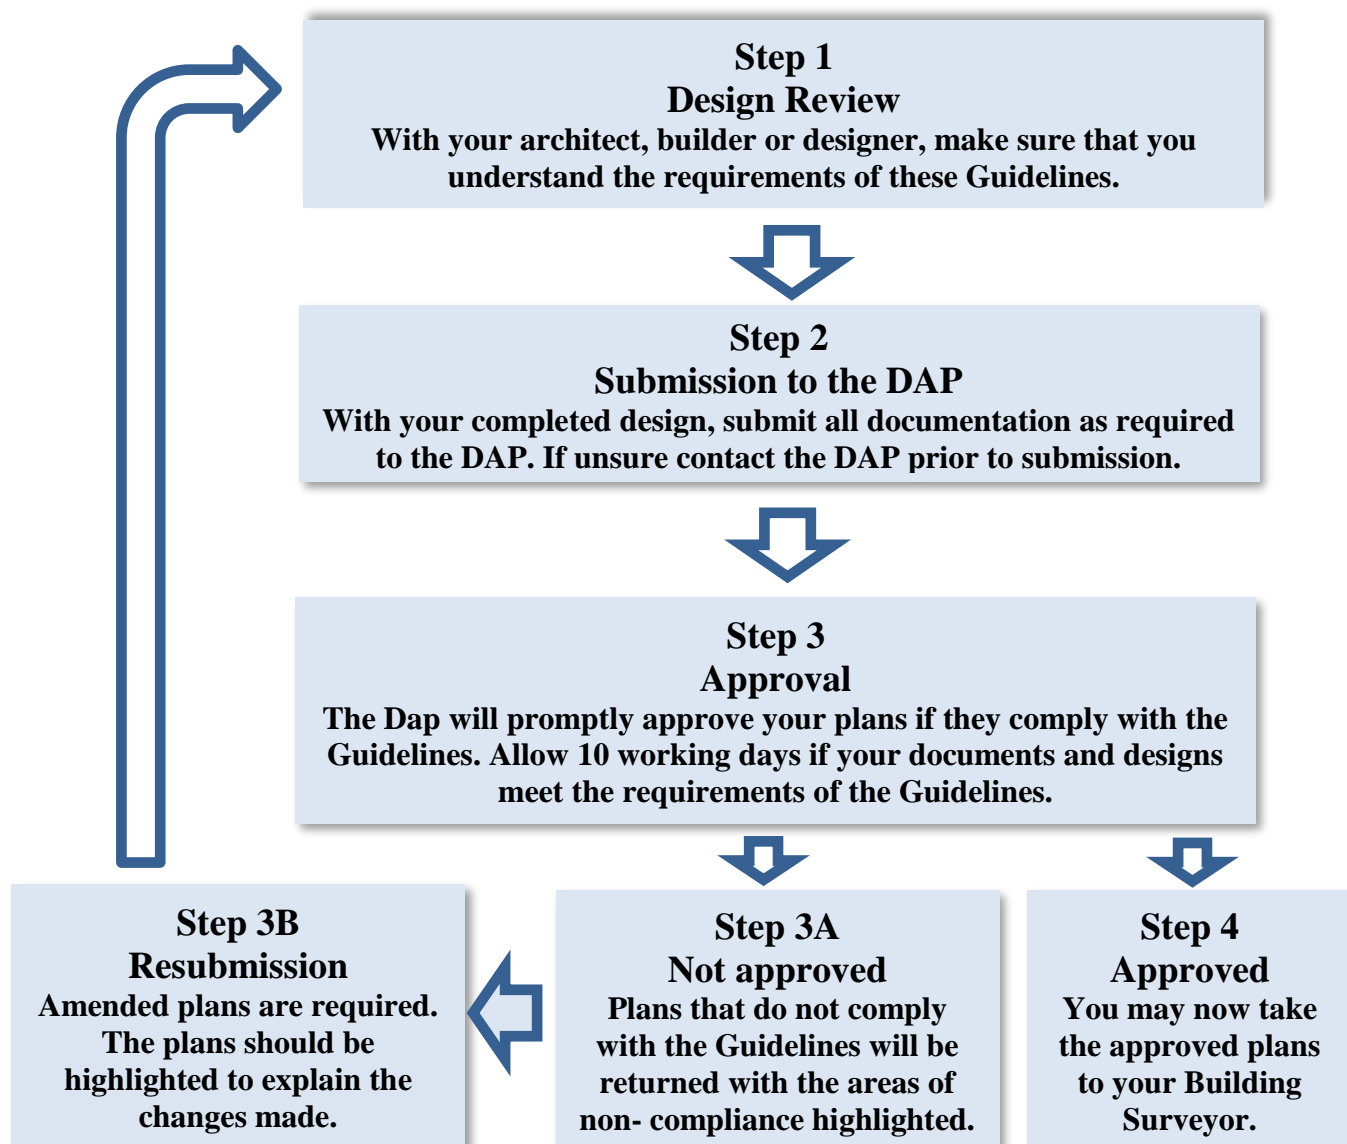 Step 1
Design Review
With your architect, builder or designer, make sure that you
understand the requirements of these Guidelines.
Step 2
Submission to the DAP
With your completed design, submit all documentation as required
to the DAP. If unsure contact the DAP prior to submission.
Step 3
Approval
The Dap will promptly approve your plans if they comply with the
Guidelines. Allow 10 working days if your documents and designs
meet the requirements of the Guidelines.
Step 3B
Resubmission
Amended plans are required.
The plans should be
highlighted to explain the
changes made.
Step 3A
Not approved
Plans that do not comply
with the Guidelines will be
returned with the areas of
non- compliance highlighted.
Step 4
Approved
You may now take
the approved plans
to your Building
Surveyor.